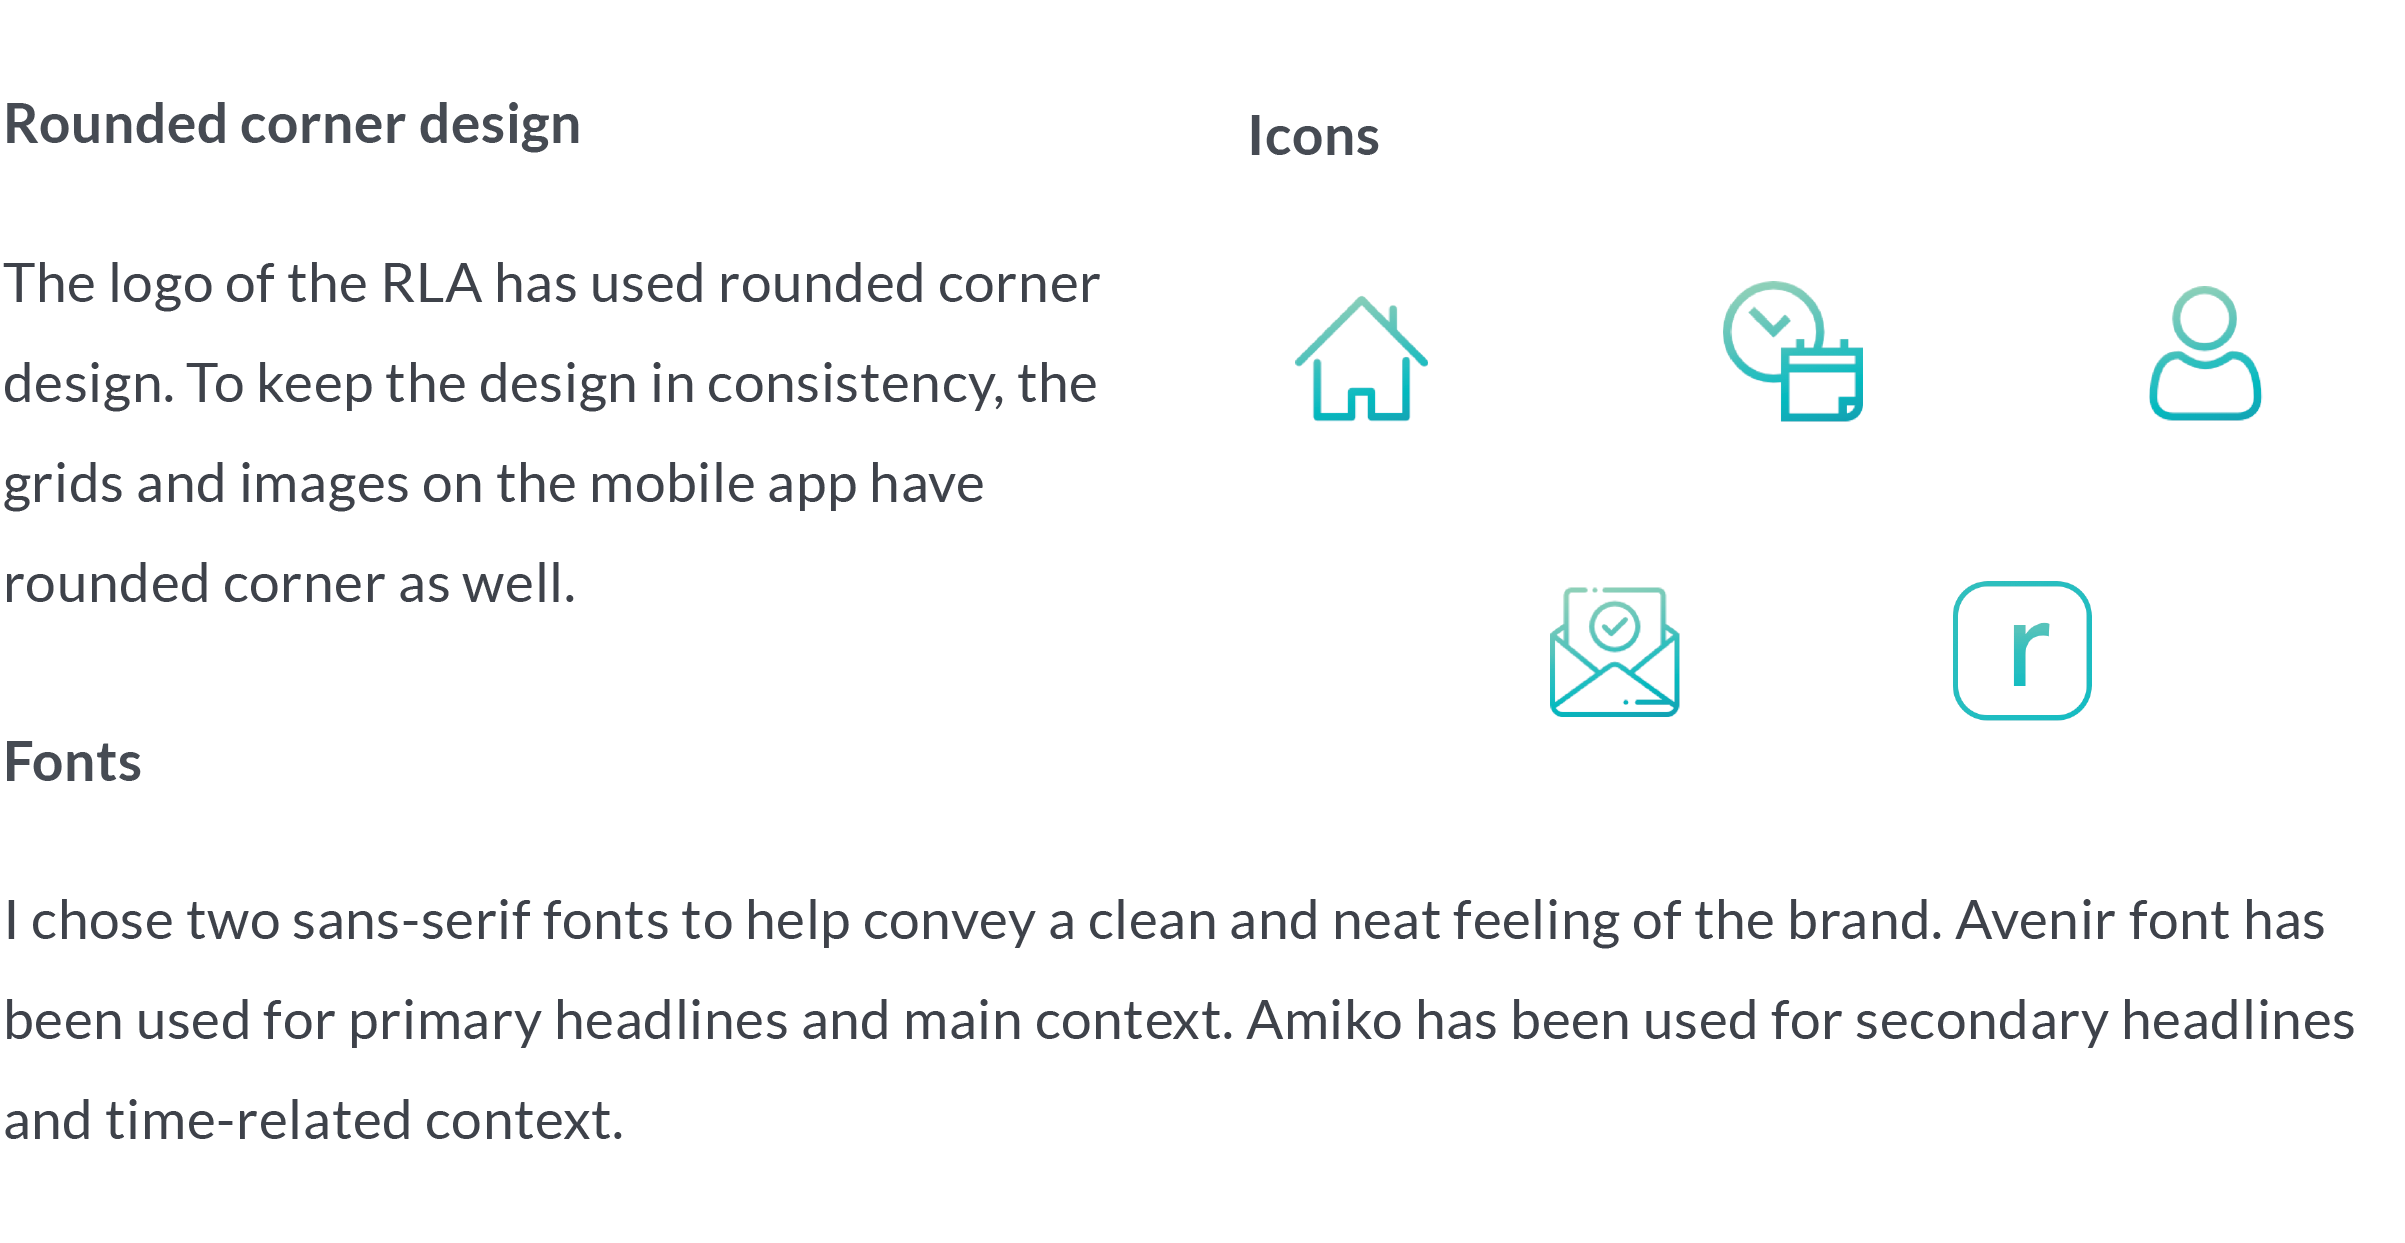 Rounded corner design
The logo of the RLA has used rounded corner
design. To keep the design in consistency, the
grids and images on the mobile app have
rounded corner as well.
Icons
r
Fonts
I chose two sans-serif fonts to help convey a clean and neat feeling of the brand. Avenir font has
been used for primary headlines and main context. Amiko has been used for secondary headlines
and time-related context.